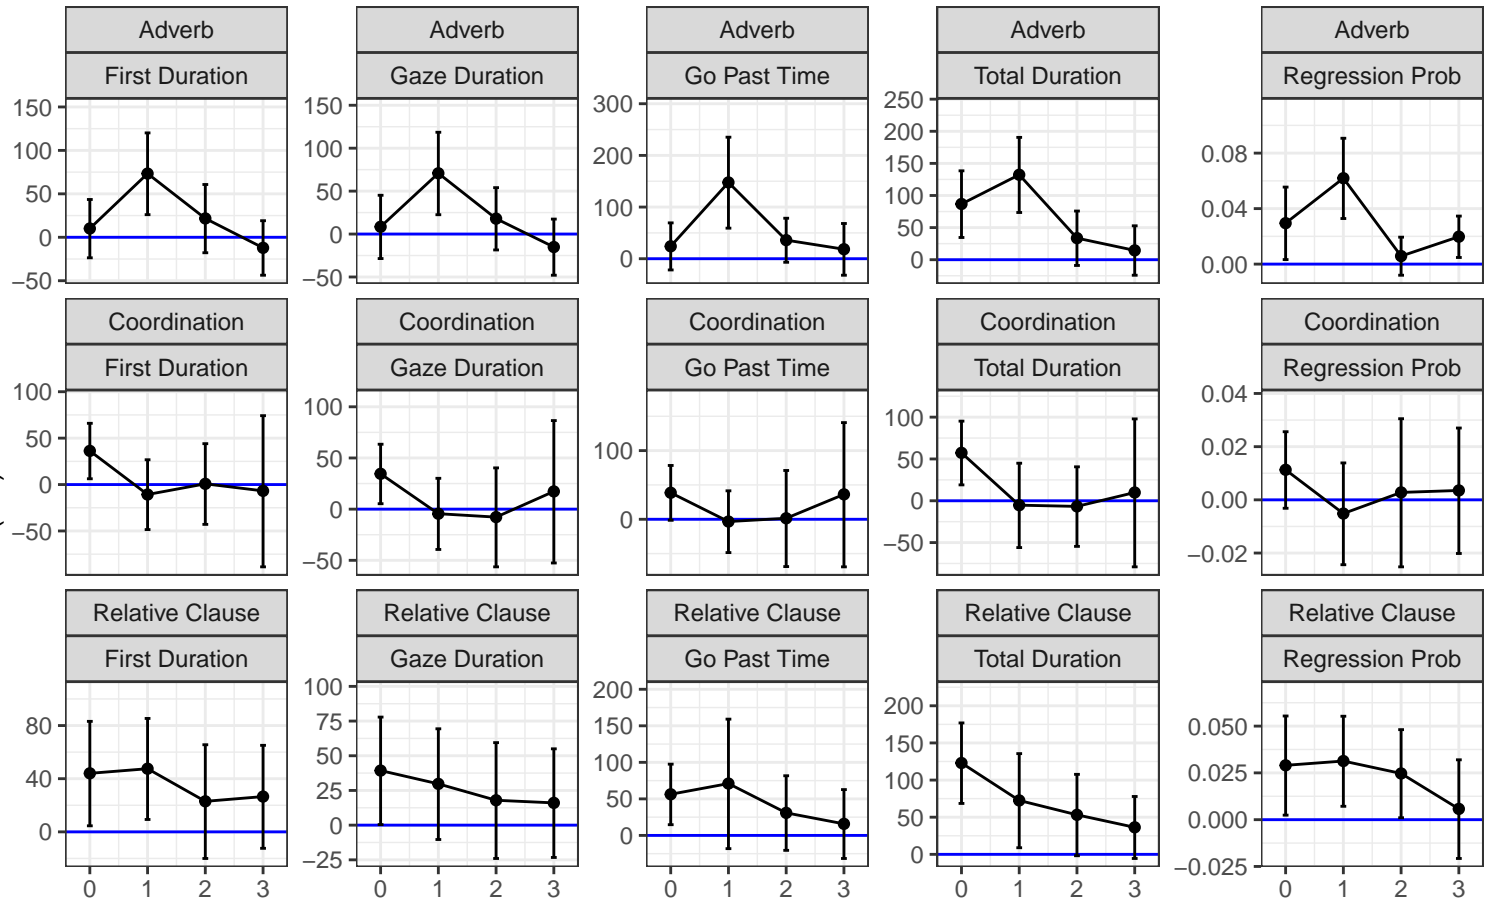 Adverb Adverb Adverb Adverb Adverb
First Duration Gaze Duration Go Past Time Total Duration Regression Prob
150 150 300 250 0.08
100 100 200 200 0.04
50 50 100 150 0.00
0 0 0 100
−50 −50 50
0
Coordination Coordination Coordination Coordination Coordination
First Duration Gaze Duration Go Past Time Total Duration Regression Prob
100 100 100 100 0.04
50 50 0 50 0.02
0 0 0 0.00
−50 −50 −50 −0.02
Relative Clause Relative Clause Relative Clause Relative Clause Relative Clause
First Duration Gaze Duration Go Past Time Total Duration Regression Prob
80 100 200 200 0.050
40 75 150 150 0.025
0 50 100 100 0.000
25 50 50 −0.025
0 0 0
−25
0 1 2 3 0 1 2 3 0 1 2 3 0 1 2 3 0 1 2 3